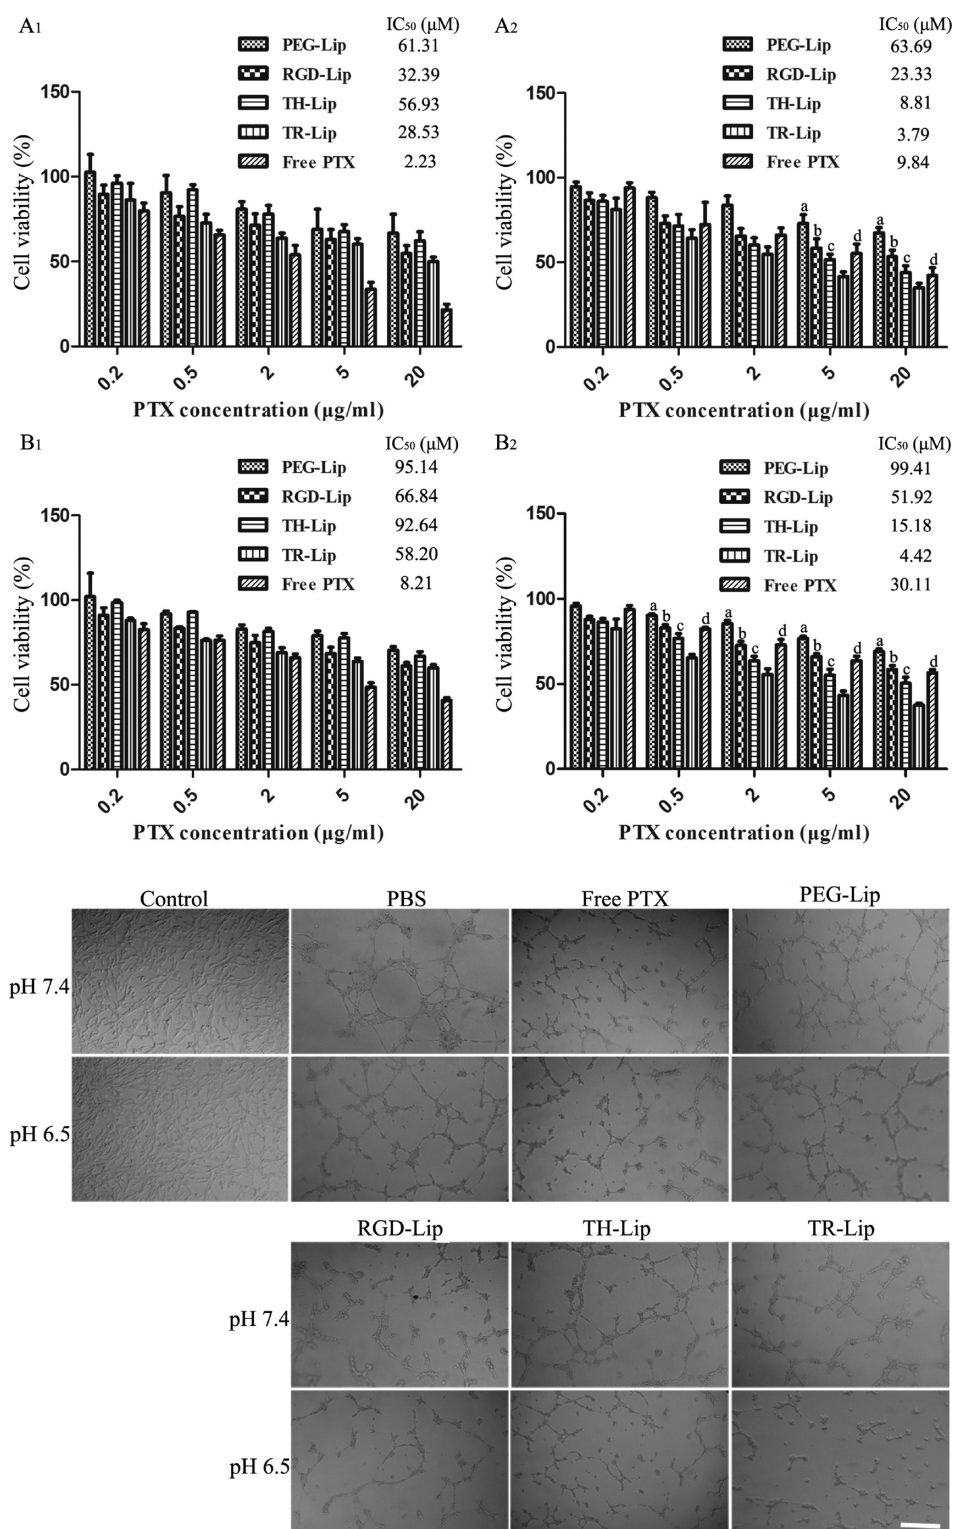 A1
IC50 (μM)
PEG-Lip 61.31
RGD-Lip 32.39
TH-Lip 56.93
TR-Lip 28.53
Free PTX 2.23
Cell viability (%)
150
100
50
0
0.2 0.5 2 5 20
PTX concentration (μg/ml)
A2
IC50 (μM)
PEG-Lip 63.69
RGD-Lip 23.33
TH-Lip 8.81
TR-Lip 3.79
Free PTX 9.84
Cell viability (%)
150
100
50
0
a b c d a b c d
0.2 0.5 2 5 20
PTX concentration (μg/ml)
B1
IC50 (μM)
PEG-Lip 95.14
RGD-Lip 66.84
TH-Lip 92.64
TR-Lip 58.20
Free PTX 8.21
Cell viability (%)
150
100
50
0
0.2 0.5 2 5 20
PTX concentration (μg/ml)
B2
IC50 (μM)
PEG-Lip 99.41
RGD-Lip 51.92
TH-Lip 15.18
TR-Lip 4.42
Free PTX 30.11
Cell viability (%)
150
100
50
0
a b c d a b c d a b c d a b c d
0.2 0.5 2 5 20
PTX concentration (μg/ml)
Control PBS Free PTX PEG-Lip
pH 7.4
pH 6.5
RGD-Lip TH-Lip TR-Lip
pH 7.4
pH 6.5